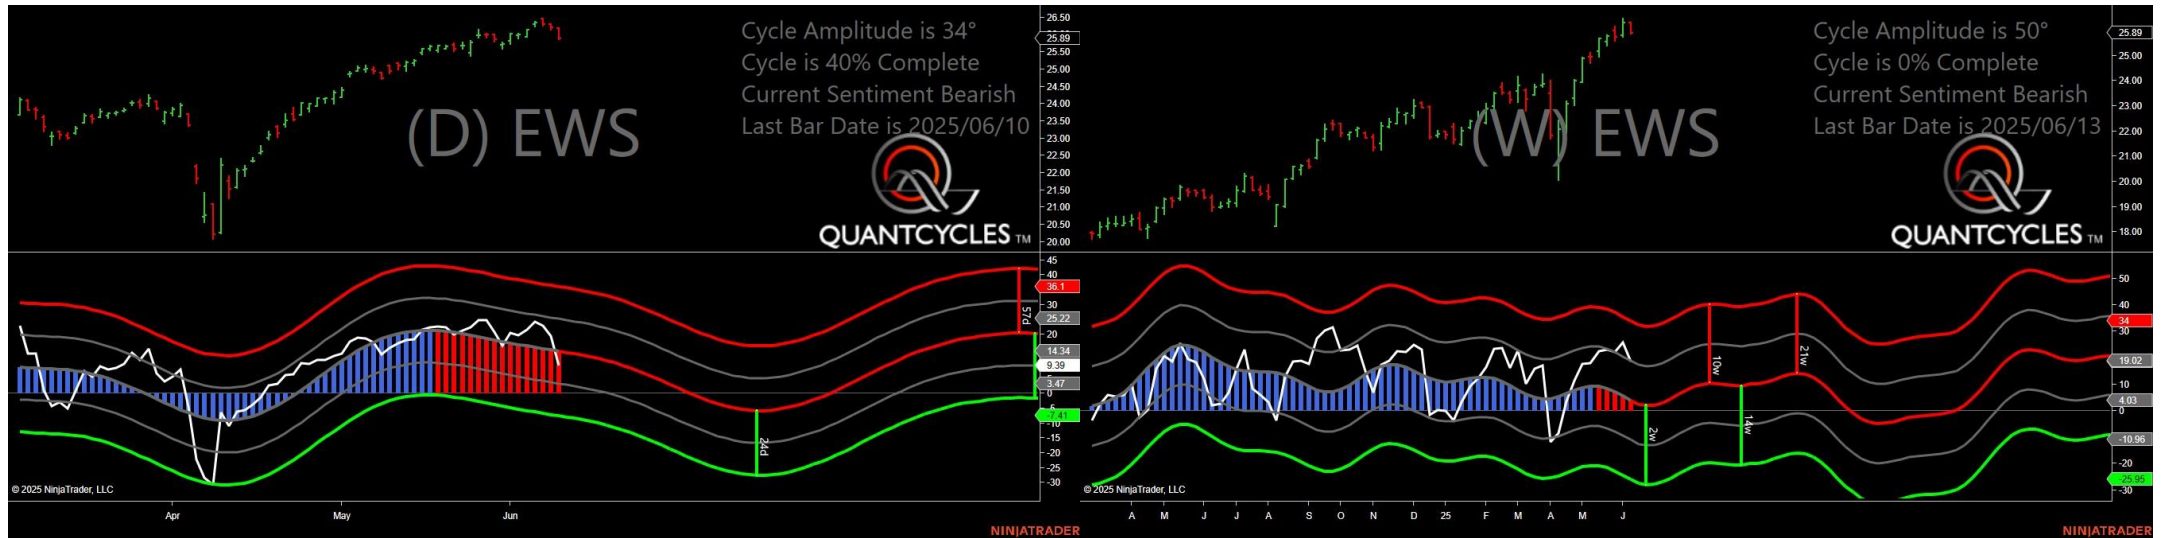 Cycle Amplitude is 34°
Cycle is 40% Complete
Current Sentiment Bearish
Last Bar Date is 2025/06/10
(D) EWS
QUANTCYCLES TM
26.50
25.89
25.50
25.00
24.50
24.00
23.50
23.00
22.50
22.00
21.50
21.00
20.50
20.00
45
40
36.1
30
25.22
20
14.34
9.39
3.47
0
-7.41
-10
-15
-20
-25
-30
57d
24d
© 2025 NinjaTrader, LLC
Apr May Jun
NINJATRADER
Cycle Amplitude is 50°
Cycle is 0% Complete
Current Sentiment Bearish
Last Bar Date is 2025/06/13
(W) EWS
QUANTCYCLES TM
25.89
25.00
24.00
23.00
22.00
21.00
20.00
19.00
18.00
50
40
34
30
19.02
10
4.03
0
-10.96
-20
-25.95
-30
10w
21w
2w
14w
© 2025 NinjaTrader, LLC
A M J J A S O N D 25 F M A M J
NINJATRADER